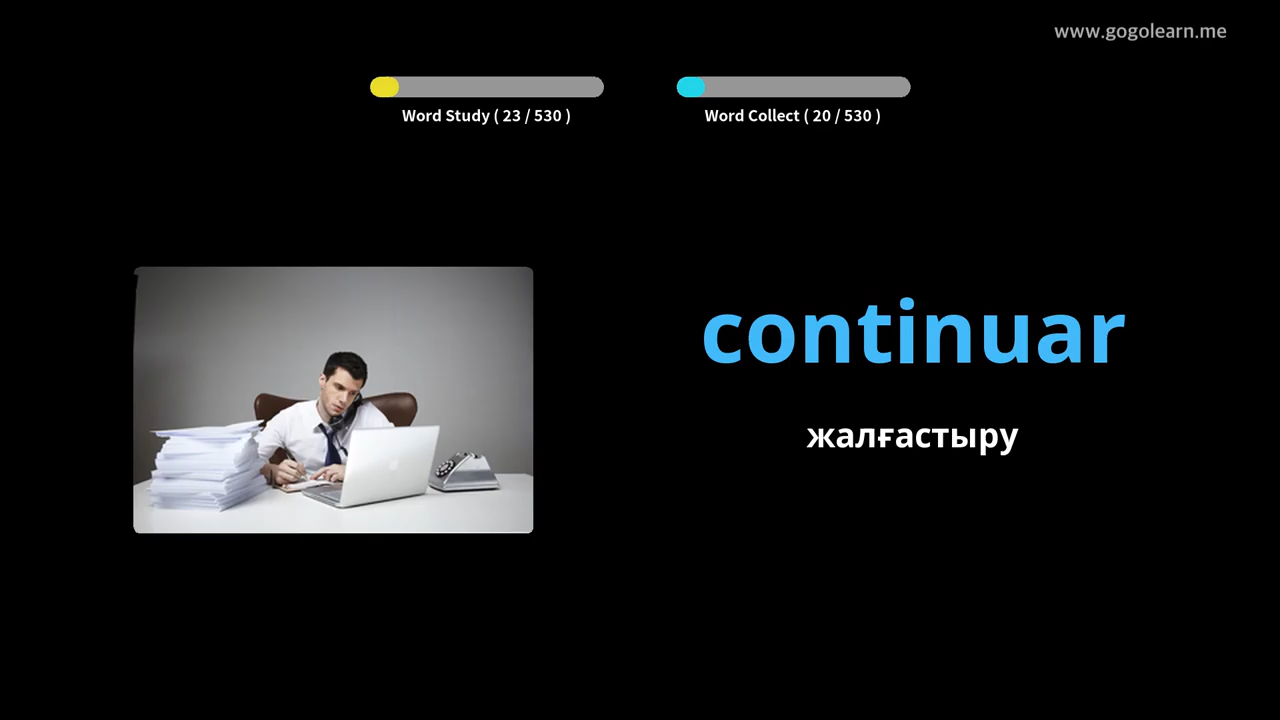 www.gogolearn.me
Word Study ( 23 / 530 )
Word Collect ( 20 / 530 )
continuar
жалғастыру